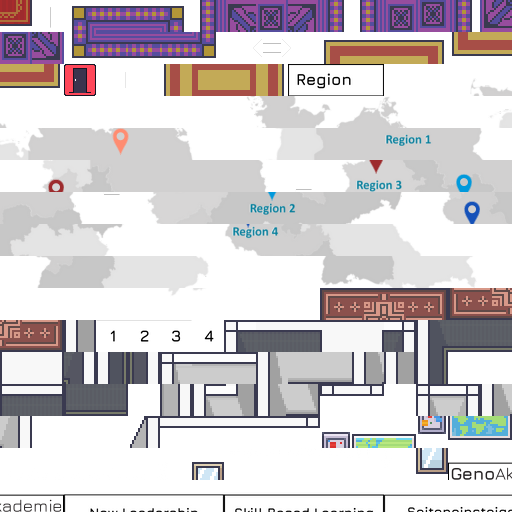 Region
Region 1
Region 3
Region 2
Region 4
1 2 3 4
GenoAk
kademie
New Leadership
Skill Based Learning
Seiteneinsteige